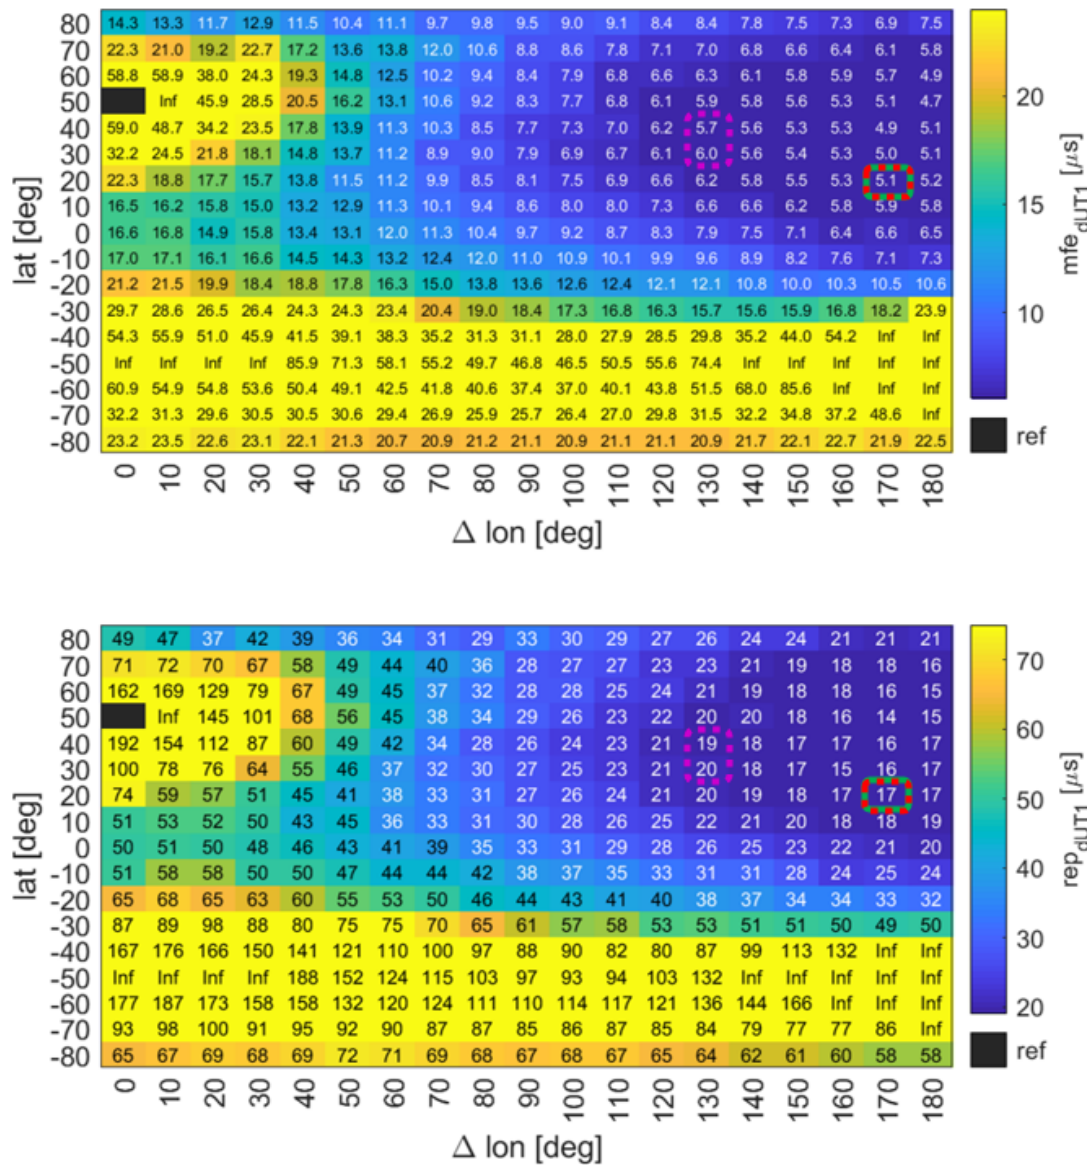 80 14.3 13.3 11.7 12.9 11.5 10.4 11.1 9.7 9.8 9.5 9.0 9.1 8.4 8.4 7.8 7.5 7.3 6.9 7.5
70 22.3 21.0 19.2 22.7 17.2 13.6 13.8 12.0 10.6 8.8 8.6 7.8 7.1 7.0 6.8 6.6 6.4 6.1 5.8
60 58.8 58.9 38.0 24.3 19.3 14.8 12.5 10.2 9.4 8.4 7.9 6.8 6.6 6.3 6.1 5.8 5.9 5.7 4.9
50 Inf 45.9 28.5 20.5 16.2 13.1 10.6 9.2 8.3 7.7 6.8 6.1 5.9 5.8 5.6 5.3 5.1 4.7
40 59.0 48.7 34.2 23.5 17.8 13.9 11.3 10.3 8.5 7.7 7.3 7.0 6.2 5.7 5.6 5.3 5.3 4.9 5.1
30 32.2 24.5 21.8 18.1 14.8 13.7 11.2 8.9 9.0 7.9 6.9 6.7 6.1 6.0 5.6 5.4 5.3 5.0 5.1
20 22.3 18.8 17.7 15.7 13.8 11.5 11.2 9.9 8.5 8.1 7.5 6.9 6.6 6.2 5.8 5.5 5.3 5.1 5.2
10 16.5 16.2 15.8 15.0 13.2 12.9 11.3 10.1 9.4 8.6 8.0 8.0 7.3 6.6 6.6 6.2 5.8 5.9 5.8
0 16.6 16.8 14.9 15.8 13.4 13.1 12.0 11.3 10.4 9.7 9.2 8.7 8.3 7.9 7.5 7.1 6.4 6.6 6.5
-10 17.0 17.1 16.1 16.6 14.5 14.3 13.2 12.4 12.0 11.0 10.9 10.1 9.9 9.6 8.9 8.2 7.6 7.1 7.3
-20 21.2 21.5 19.9 18.4 18.8 17.8 16.3 15.0 13.8 13.6 12.6 12.4 12.1 12.1 10.8 10.0 10.3 10.5 10.6
-30 29.7 28.6 26.5 26.4 24.3 24.3 23.4 20.4 19.0 18.4 17.3 16.8 16.3 15.7 15.6 15.9 16.8 18.2 23.9
-40 54.3 55.9 51.0 45.9 41.5 39.1 38.3 35.2 31.3 31.1 28.0 27.9 28.5 29.8 35.2 44.0 54.2 Inf Inf
-50 Inf Inf Inf Inf 85.9 71.3 58.1 55.2 49.7 46.8 46.5 50.5 55.6 74.4 Inf Inf Inf Inf Inf
-60 60.9 54.9 54.8 53.6 50.4 49.1 42.5 41.8 40.6 37.4 37.0 40.1 43.8 51.5 68.0 85.6 Inf Inf Inf
-70 32.2 31.3 29.6 30.5 30.5 30.6 29.4 26.9 25.9 25.7 26.4 27.0 29.8 31.5 32.2 34.8 37.2 48.6 Inf
-80 23.2 23.5 22.6 23.1 22.1 21.3 20.7 20.9 21.2 21.1 20.9 21.1 21.1 20.9 21.7 22.1 22.7 21.9 22.5
0 10 20 30 40 50 60 70 80 90 100 110 120 130 140 150 160 170 180
Δ lon [deg]
lat [deg]
20
10
mfe_dUT1 [μs]
ref
80 49 47 37 42 39 36 34 31 29 33 30 29 27 26 24 24 21 21 21
70 71 72 70 67 58 49 44 40 36 28 27 27 23 23 21 19 18 18 16
60 162 169 129 79 67 49 45 37 32 28 28 25 24 21 19 18 18 16 15
50 Inf 145 101 68 56 45 38 34 29 26 23 22 20 20 18 16 14 15
40 192 154 112 87 60 49 42 34 28 26 24 23 21 19 18 17 17 16 17
30 100 78 76 64 55 46 37 32 30 27 25 23 21 20 18 17 15 16 17
20 74 59 57 51 45 41 38 33 31 27 26 24 21 20 19 18 17 17 17
10 51 53 52 50 43 45 36 33 31 30 28 26 25 22 21 20 18 18 19
0 50 51 50 48 46 43 41 39 35 33 31 29 28 26 25 23 22 21 20
-10 51 58 58 50 50 47 44 44 42 38 37 35 33 31 31 28 24 25 24
-20 65 68 65 63 60 55 53 50 46 44 43 41 40 38 37 34 34 33 32
-30 87 89 98 88 80 75 75 70 65 61 57 58 53 53 51 51 50 49 50
-40 167 176 166 150 141 121 110 100 97 88 90 82 80 87 99 113 132 Inf Inf
-50 Inf Inf Inf Inf 188 152 124 115 103 97 93 94 103 132 Inf Inf Inf Inf Inf
-60 177 187 173 158 158 132 120 124 111 110 114 117 121 136 144 166 Inf Inf Inf
-70 93 98 100 91 95 92 90 87 87 85 86 87 85 84 79 77 77 86 Inf
-80 65 67 69 68 69 72 71 69 68 67 68 67 65 64 62 61 60 58 58
0 10 20 30 40 50 60 70 80 90 100 110 120 130 140 150 160 170 180
Δ lon [deg]
lat [deg]
70
60
50
40
30
20
rep_dUT1 [μs]
ref